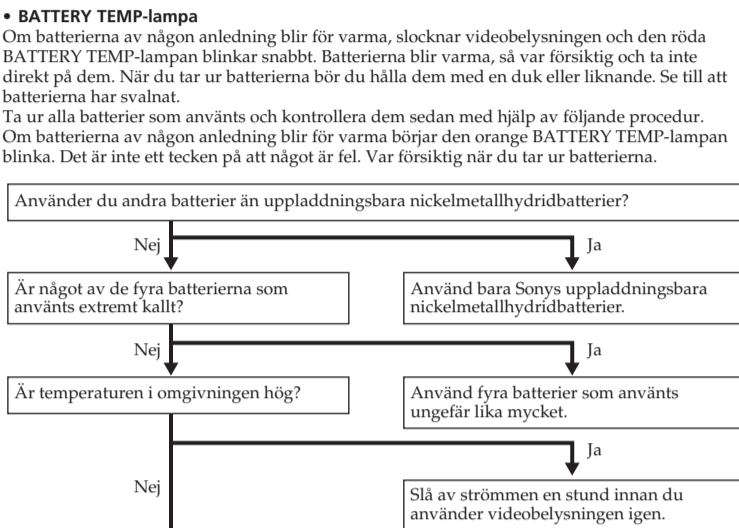 • BATTERY TEMP-lampa
Om batterierna av någon anledning blir för varma, slocknar videobelysningen och den röda
BATTERY TEMP-lampan blinkar snabbt. Batterierna blir varma, så var försiktig och ta inte
direkt på dem. När du tar ur batterierna bör du hålla dem med en duk eller liknande. Se till att
batterierna har svalnat.
Ta ur alla batterier som använts och kontrollera dem sedan med hjälp av följande procedur.
Om batterierna av någon anledning blir för varma börjar den orange BATTERY TEMP-lampan
blinka. Det är inte ett tecken på att något är fel. Var försiktig när du tar ur batterierna.
Använder du andra batterier än uppladdningsbara nickelmetallhydridbatterier?
Nej
Ja
Är något av de fyra batterierna som
använts extremt kallt?
Använd bara Sonys uppladdningsbara
nickelmetallhydridbatterier.
Nej
Ja
Är temperaturen i omgivningen hög?
Använd fyra batterier som använts
ungefär lika mycket.
Ja
Nej
Slå av strömmen en stund innan du
använder videobelysningen igen.